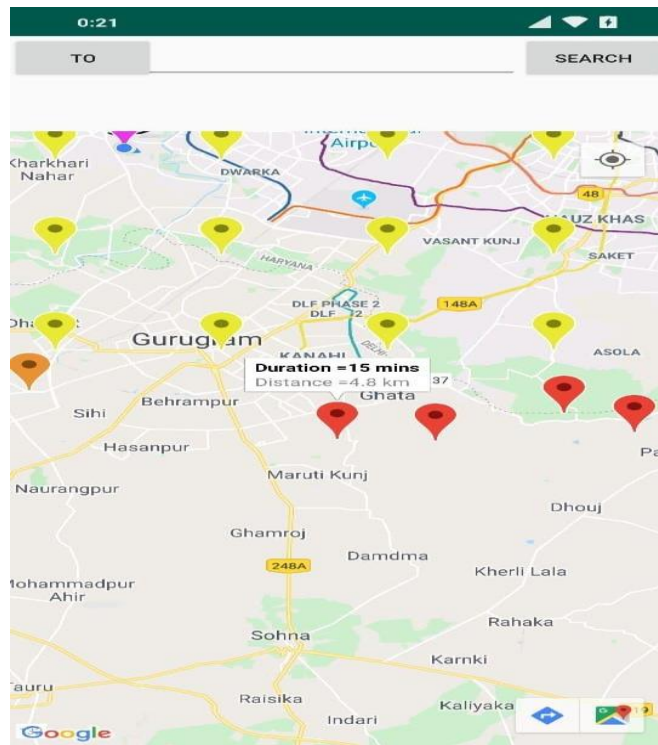 0:21
TO
SEARCH
Kharkhari
Nahar
DWARKA
48
HAUZ KHAS
VASANT KUNJ
SAKET
HARYANA
DLF PHASE 2
148A
Gurugram
KANAHI
ASOLA
Duration =15 mins
Distance =4.8 km
37
Ghata
Behrampur
Sihi
Hasanpur
Maruti Kunj
Naurangpur
Dhouj
Ghamroj
Damdma
248A
Kherli Lala
Mohammadpur
Ahir
Rahaka
Sohna
Karnki
Raisika
Kaliyaka
Indari
Google